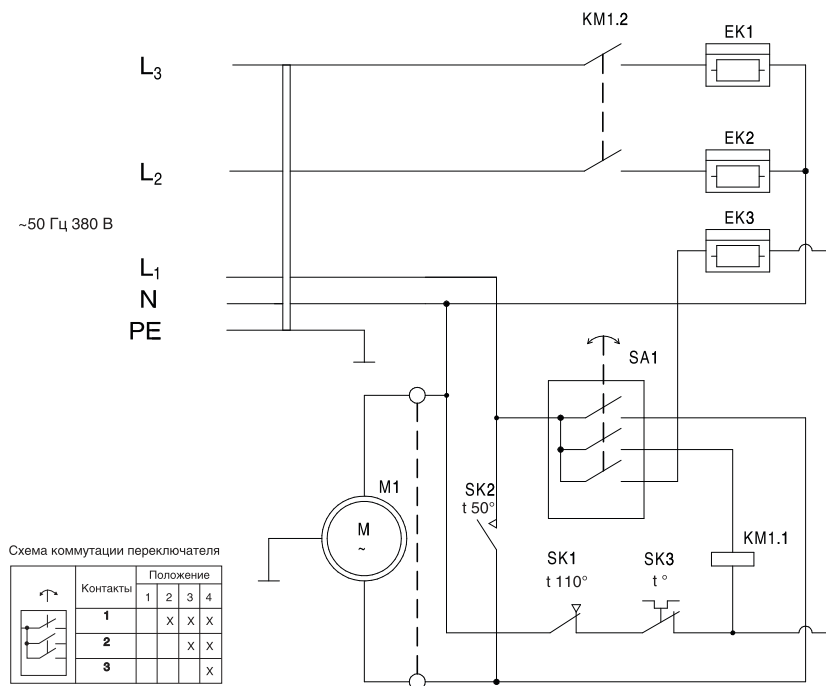 KM1.2
EK1
L3
EK2
L2
~50 Гц 380 В
EK3
L1
N
PE
SA1
M1
SK2
t 50°
M
~
SK1
t 110°
SK3
t °
KM1.1
Схема коммутации переключателя
Контакты Положение
1 2 3 4
1 X X X
2 X X
3 X